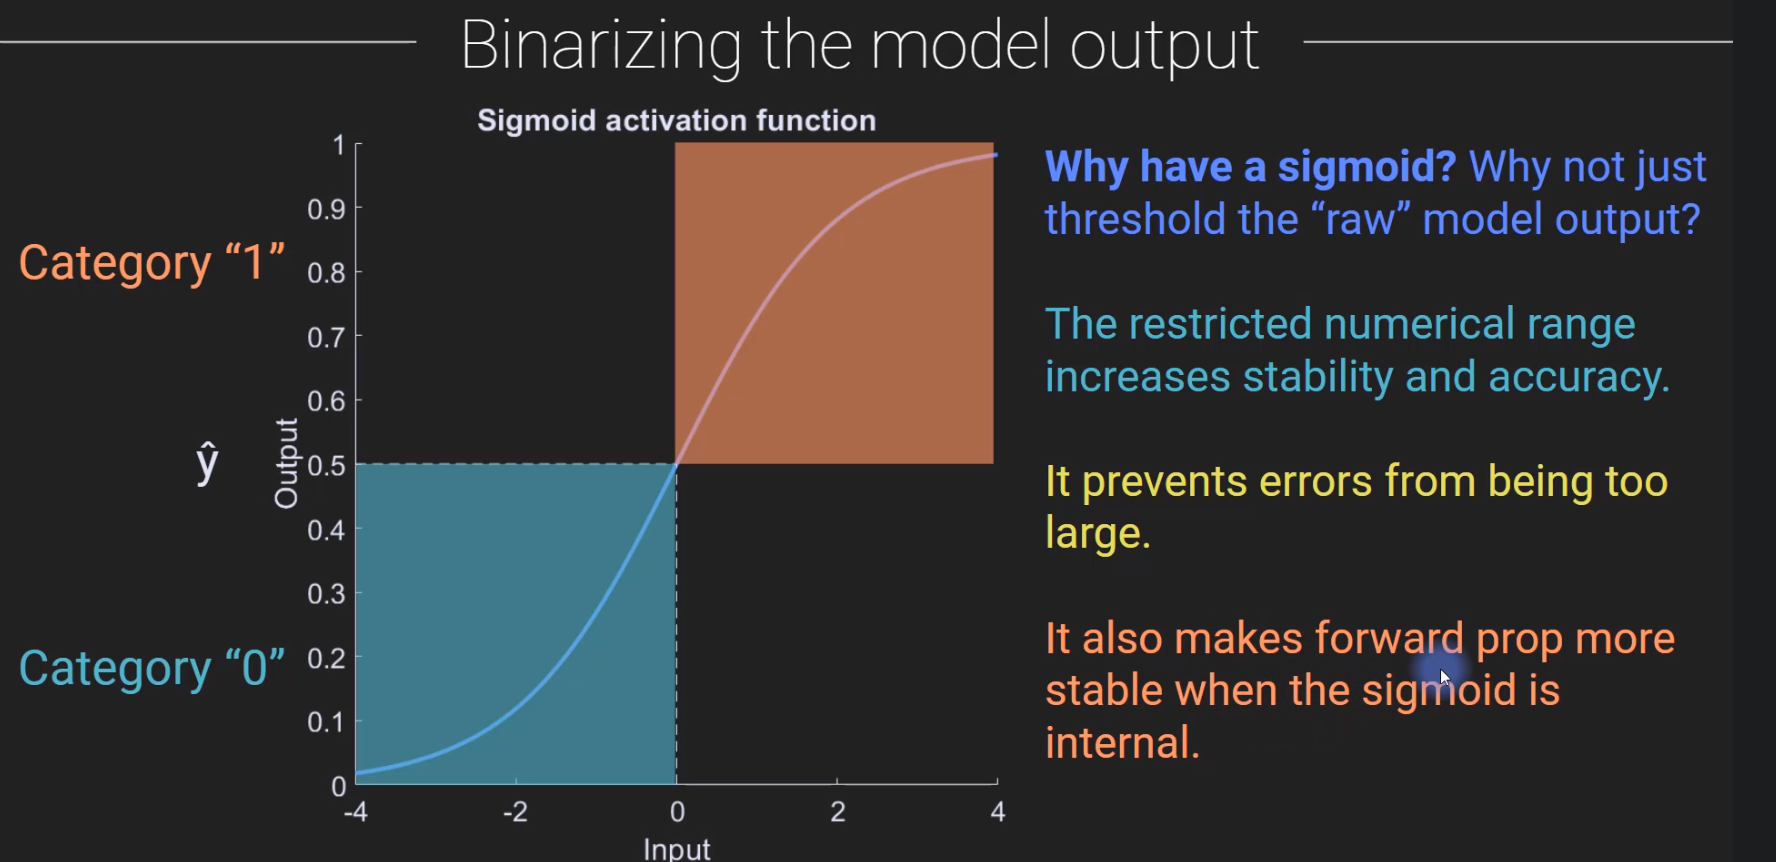 Binarizing the model output
Sigmoid activation function
Category “1”
Category “0”
ŷ
Output
1
0.9
0.8
0.7
0.6
0.5
0.4
0.3
0.2
0.1
0
-4
-2
0
2
4
Input
Why have a sigmoid? Why not just
threshold the “raw” model output?
The restricted numerical range
increases stability and accuracy.
It prevents errors from being too
large.
It also makes forward prop more
stable when the sigmoid is
internal.